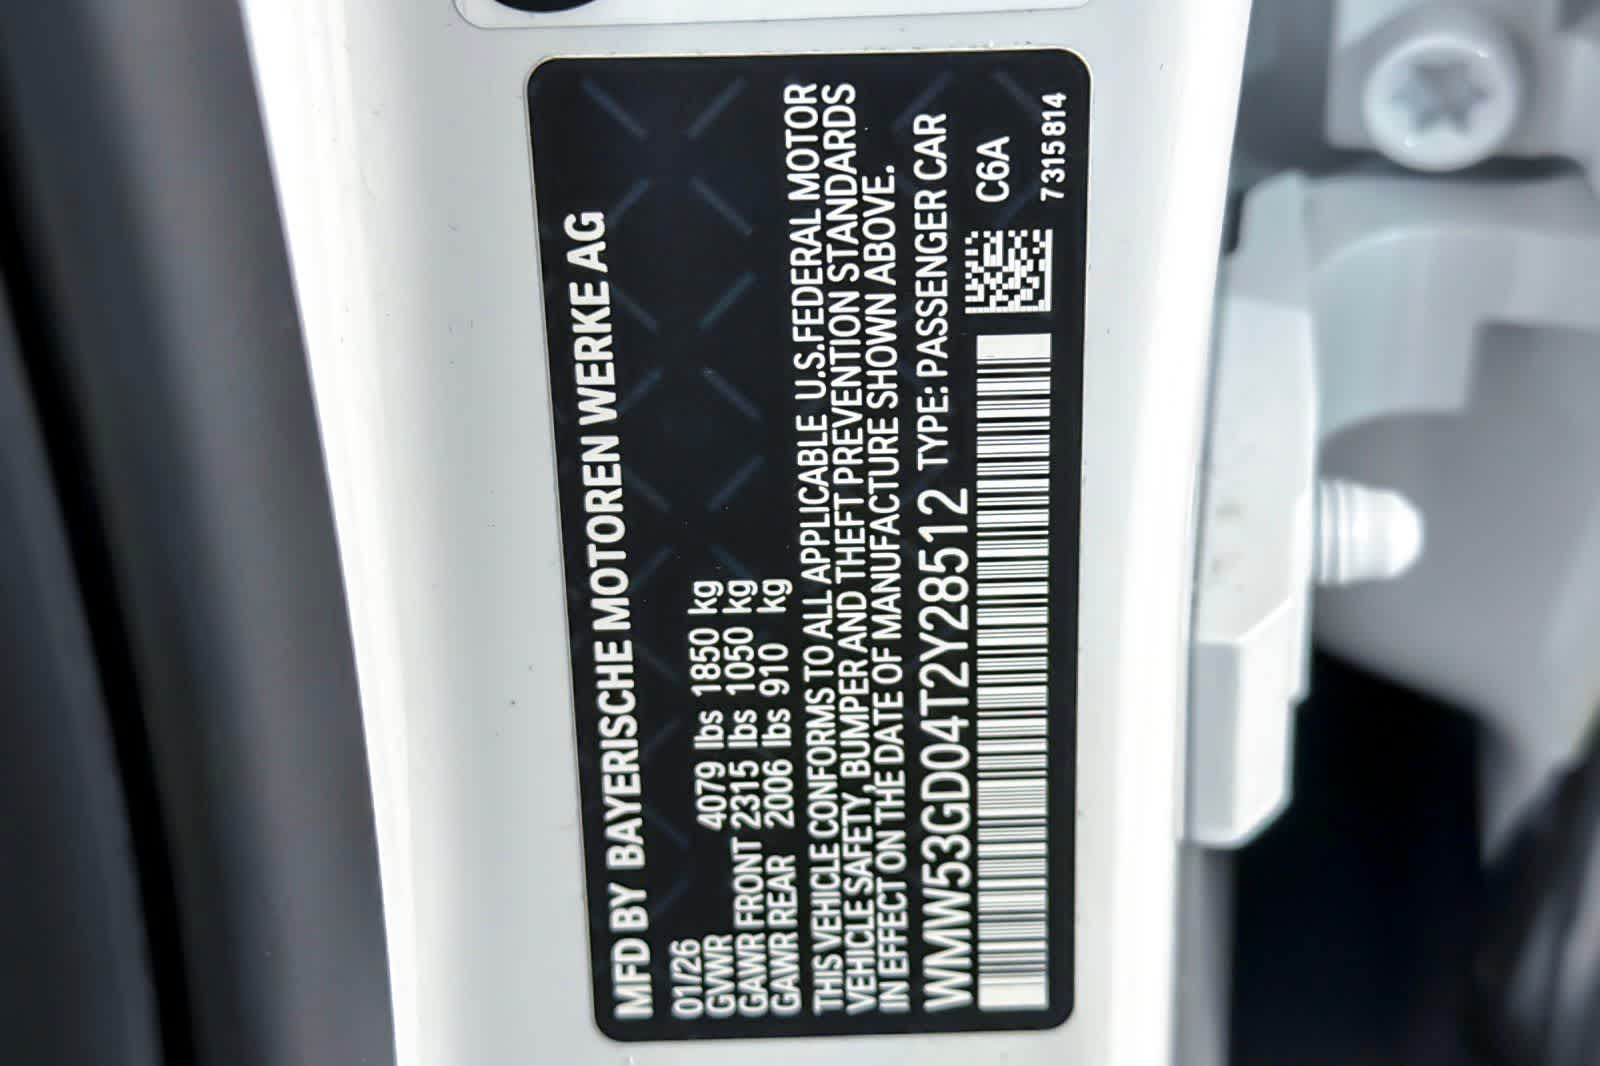 MFD BY BAYERISCHE MOTOREN WERKE AG
01/26
GVWR 4079 lbs 1850 kg
GAWR FRONT 2315 lbs 1050 kg
GAWR REAR 2006 lbs 910 kg
THIS VEHICLE CONFORMS TO ALL APPLICABLE U.S.FEDERAL MOTOR
VEHICLE SAFETY, BUMPER AND THEFT PREVENTION STANDARDS
IN EFFECT ON THE DATE OF MANUFACTURE SHOWN ABOVE.
WMW53GD04T2Y28512 TYPE: PASSENGER CAR
C6A
7315814